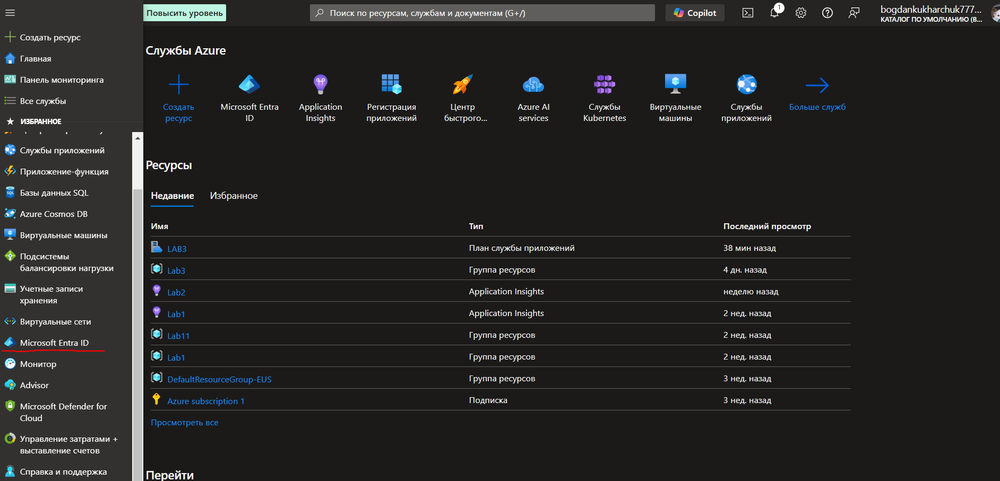 Повысить уровень
Поиск по ресурсам, службам и документам (G+/)
Copilot
1
bogdankukharchuk777...
КАТАЛОГ ПО УМОЛЧАНИЮ (B...
Создать ресурс
Главная
Панель мониторинга
Все службы
ИЗБРАННОЕ
Службы приложений
Приложение-функция
Базы данных SQL
Azure Cosmos DB
Виртуальные машины
Подсистемы
балансировки нагрузки
Учетные записи
хранения
Виртуальные сети
Microsoft Entra ID
Монитор
Advisor
Microsoft Defender for
Cloud
Управление затратами +
выставление счетов
Справка и поддержка
Службы Azure
Создать
ресурс
Microsoft Entra
ID
Application
Insights
Регистрация
приложений
Центр
быстрого...
Azure AI
services
Службы
Kubernetes
Виртуальные
машины
Службы
приложений
Больше служб
Ресурсы
Недавние Избранное
Имя Тип Последний просмотр
LAB3 План службы приложений 38 мин назад
Lab3 Группа ресурсов 4 дн. назад
Lab2 Application Insights неделю назад
Lab1 Application Insights 2 нед. назад
Lab11 Группа ресурсов 2 нед. назад
Lab1 Группа ресурсов 2 нед. назад
DefaultResourceGroup-EUS Группа ресурсов 3 нед. назад
Azure subscription 1 Подписка 3 нед. назад
Просмотреть все
Перейти